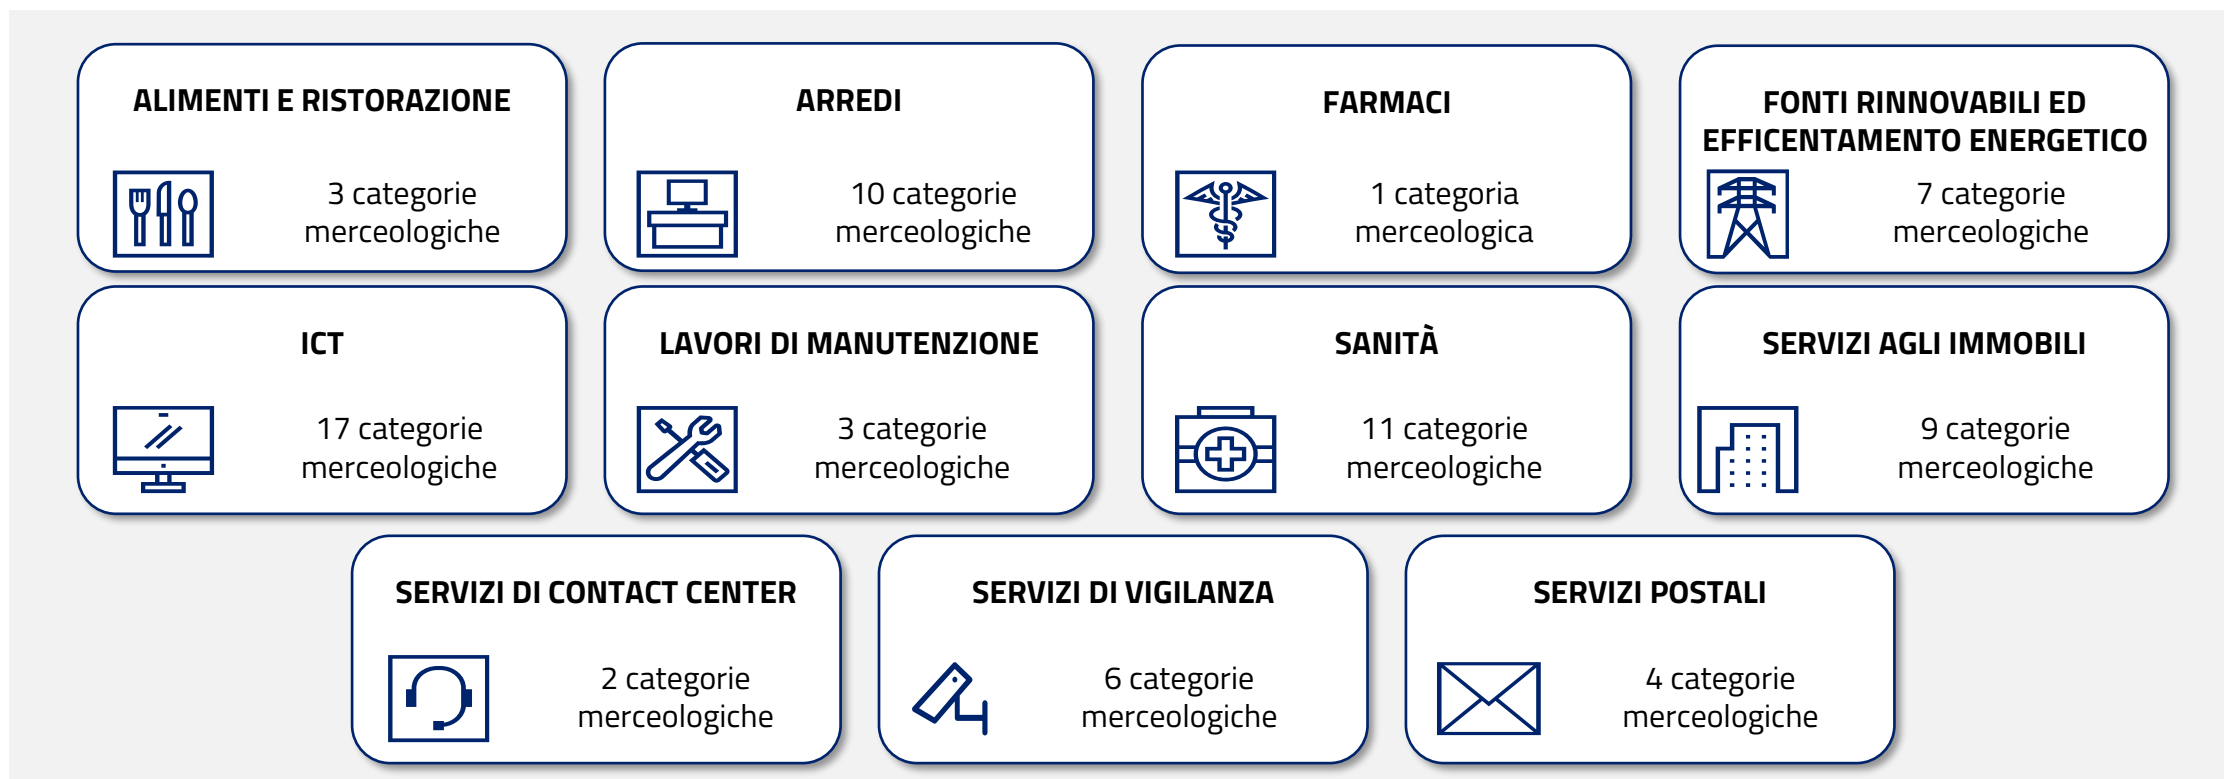 ALIMENTI E RISTORAZIONE
3 categorie
merceologiche
ARREDI
10 categorie
merceologiche
FARMACI
1 categoria
merceologica
FONTI RINNOVABILI ED
EFFICENTAMENTO ENERGETICO
7 categorie
merceologiche
ICT
17 categorie
merceologiche
LAVORI DI MANUTENZIONE
3 categorie
merceologiche
SANITÀ
11 categorie
merceologiche
SERVIZI AGLI IMMOBILI
9 categorie
merceologiche
SERVIZI DI CONTACT CENTER
2 categorie
merceologiche
SERVIZI DI VIGILANZA
6 categorie
merceologiche
SERVIZI POSTALI
4 categorie
merceologiche